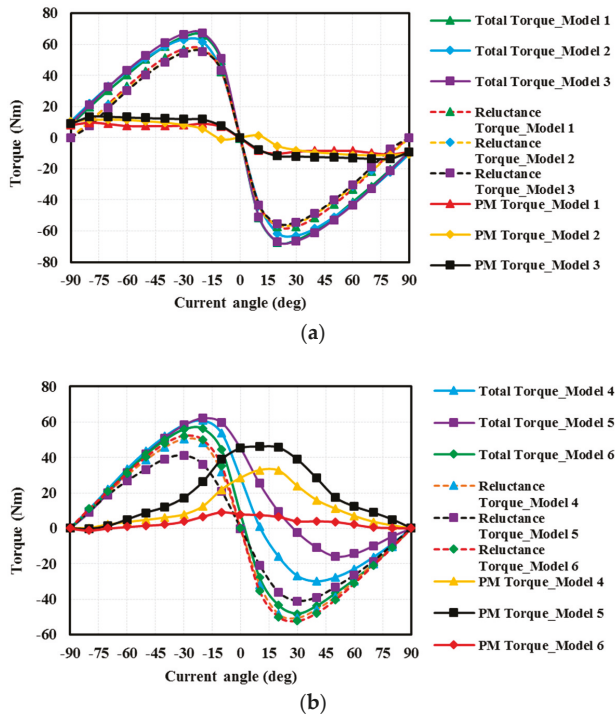 (a)
80
60
40
20
0
-20
-40
-60
-80
Torque (Nm)
-90 -75 -60 -45 -30 -15 0 15 30 45 60 75 90
Current angle (deg)
Total Torque_Model 1
Total Torque_Model 2
Total Torque_Model 3
Reluctance
Torque_Model 1
Reluctance
Torque_Model 2
Reluctance
Torque_Model 3
PM Torque_Model 1
PM Torque_Model 2
PM Torque_Model 3
(b)
80
60
40
20
0
-20
-40
-60
Torque (Nm)
-90 -75 -60 -45 -30 -15 0 15 30 45 60 75 90
Current angle (deg)
Total Torque_Model 4
Total Torque_Model 5
Total Torque_Model 6
Reluctance
Torque_Model 4
Reluctance
Torque_Model 5
Reluctance
Torque_Model 6
PM Torque_Model 4
PM Torque_Model 5
PM Torque_Model 6